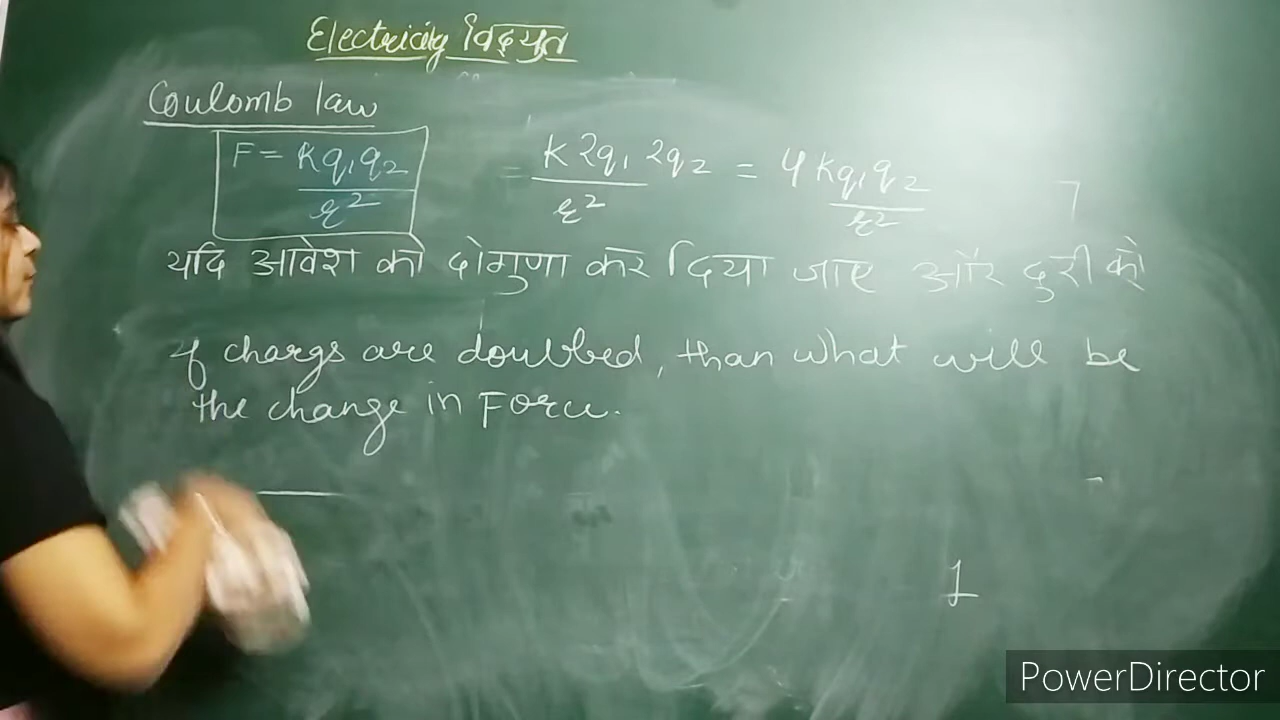 Electricity विद्युत
Coulomb law
F = Kq₁q₂/r² = K 2q₁ 2q₂/r² = 4 Kq₁q₂/r²
यदि आवेश को दोगुणा कर दिया जाए और दुरी को
If chargs are doubled, than what will be
the change in Force.
PowerDirector